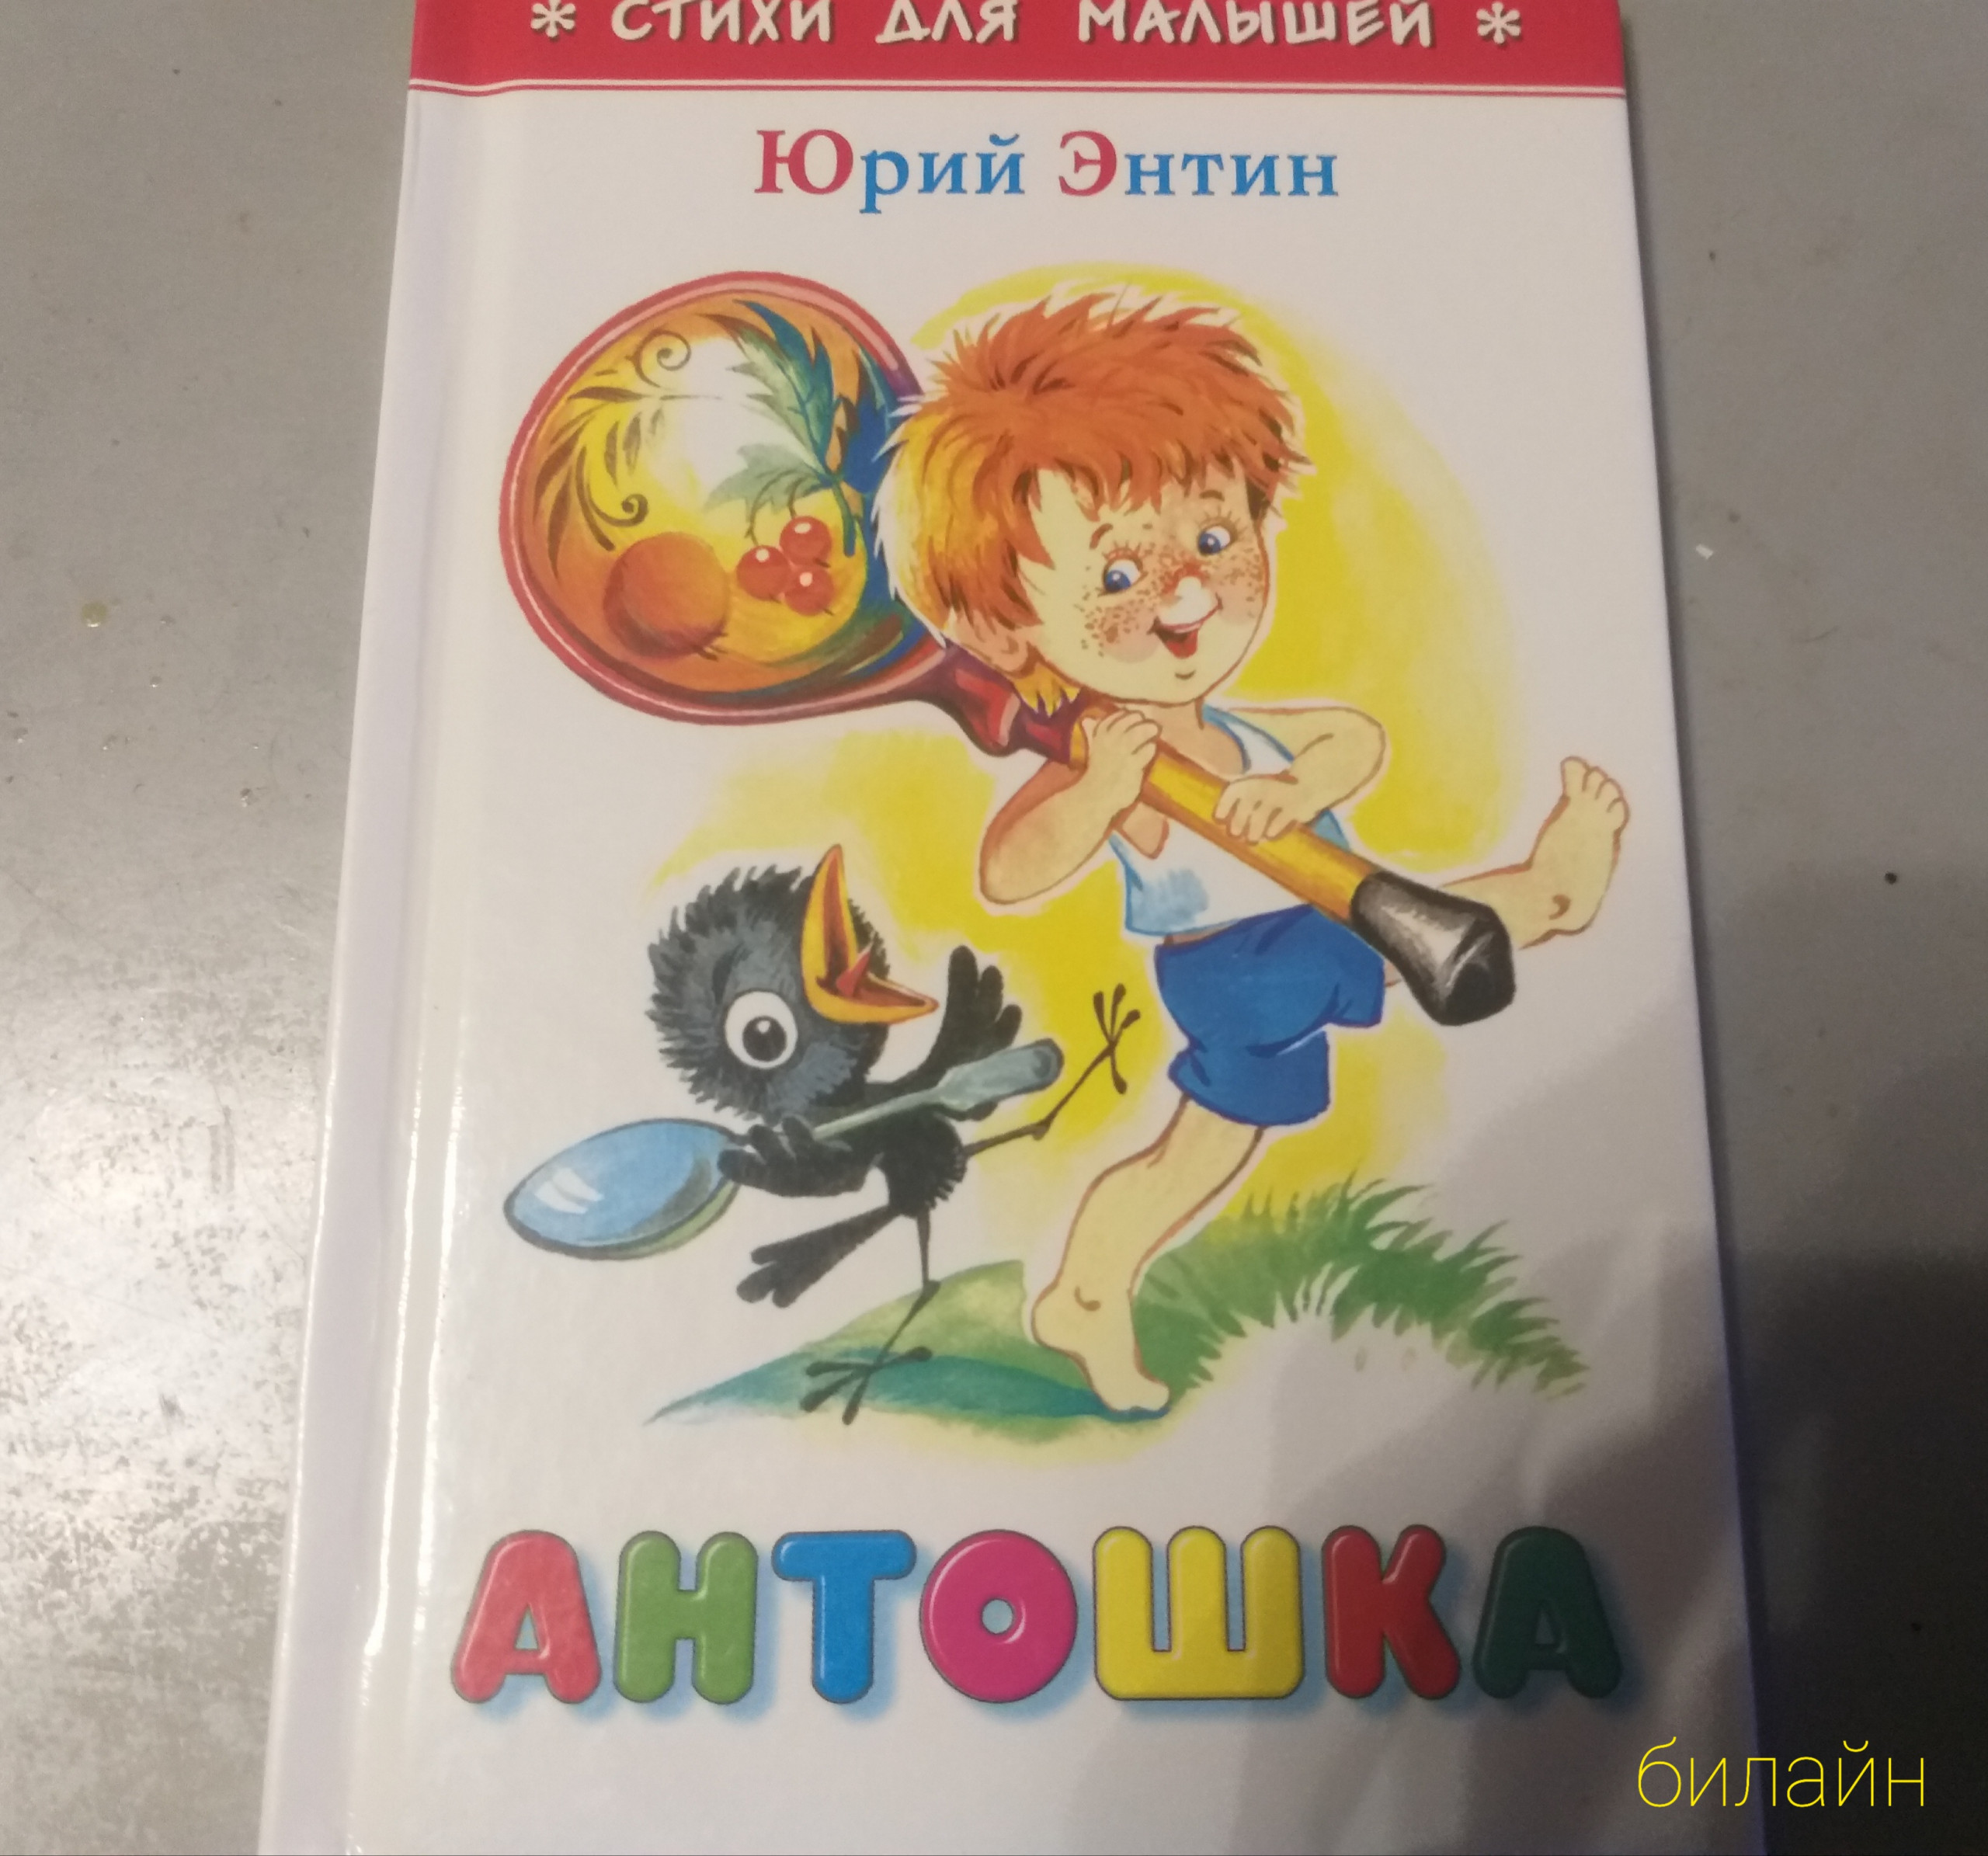 * СТИХИ ДЛЯ МАЛЫШЕЙ *
Юрий Энтин
АНТОШКА
билайн